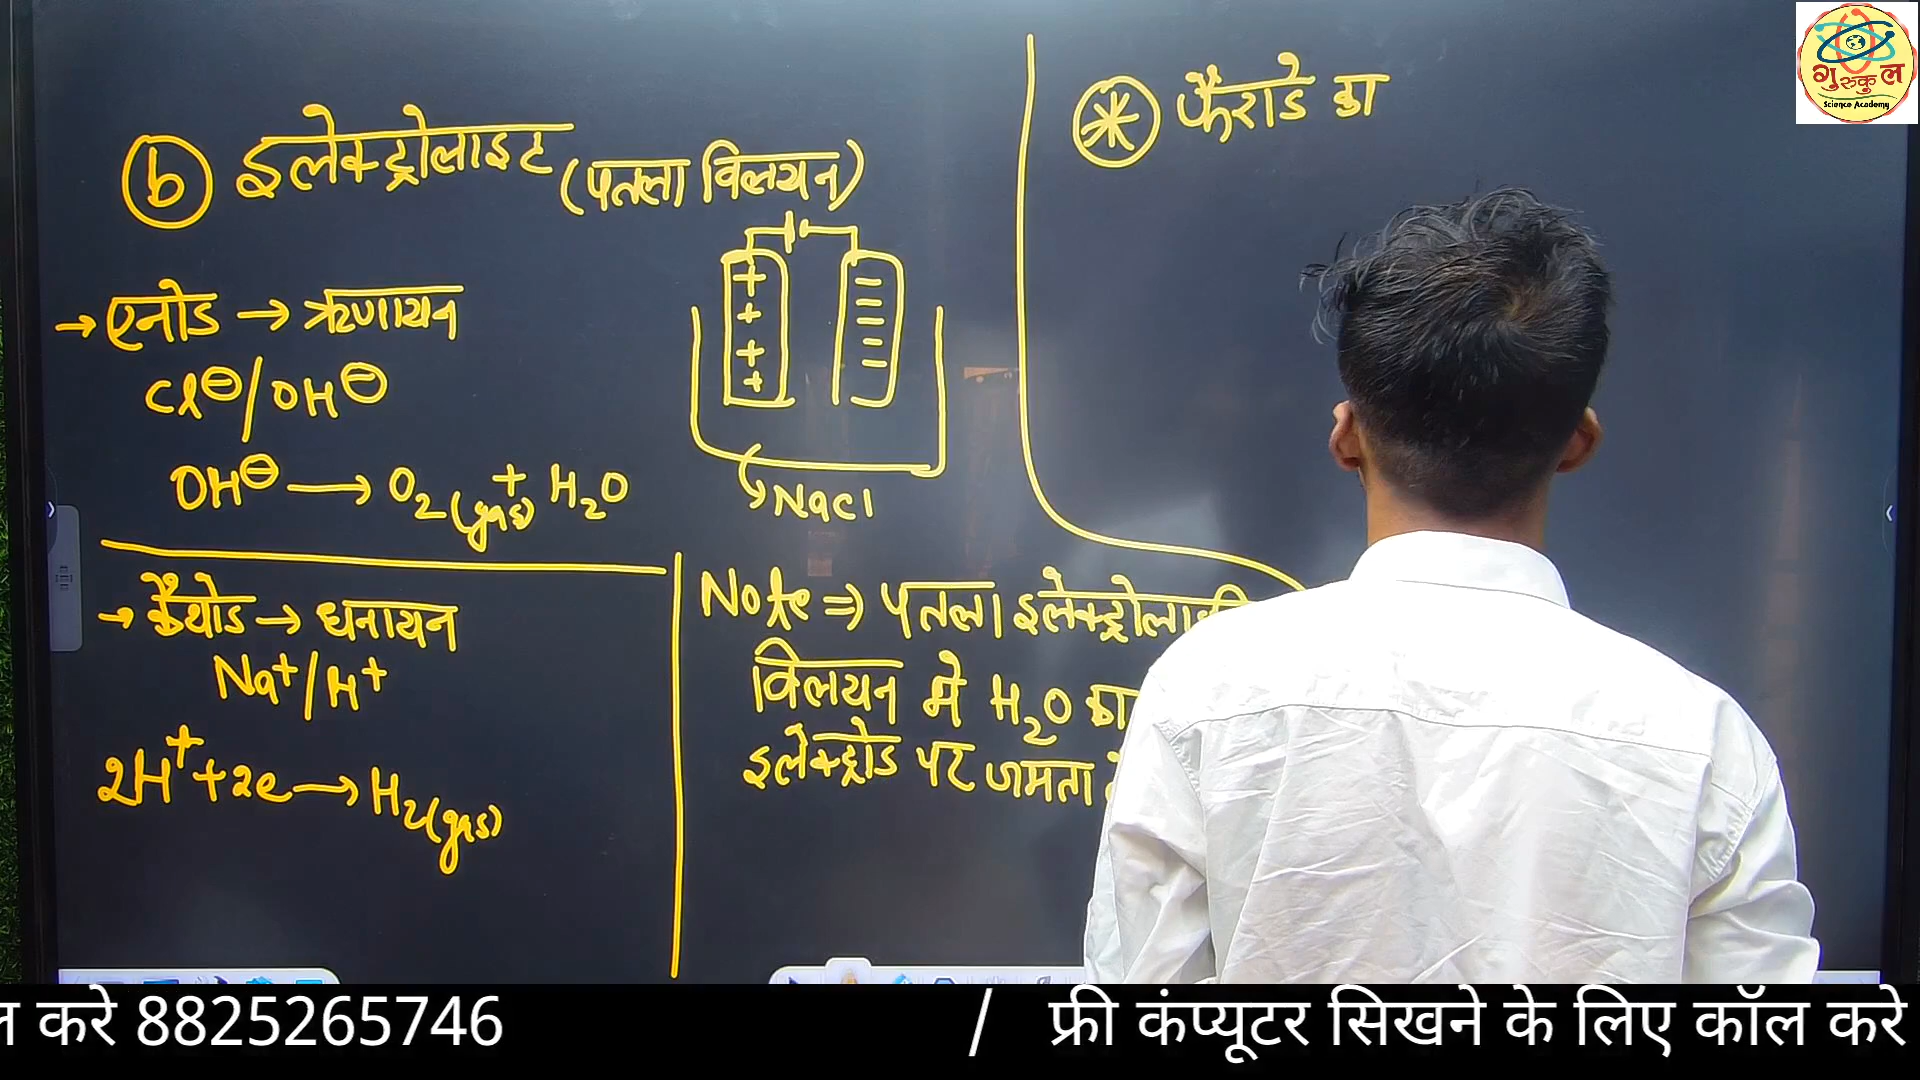 ⓑ इलेक्ट्रोलाइट (पतला विलयन)
→ एनोड → ऋणायन
Cl⊖/OH⊖
OH⊖ → O₂(gas) + H₂O
NaCl
→ कैथोड → धनायन
Na⁺/H⁺
2H⁺+2e → H₂(gas)
Note ⇒ पतला
विलयन मे H₂O का
इलेक्ट्रोड पर जमता
फैराडे का
गुरुकुल
Science Academy
करे 8825265746 / फ्री कंप्यूटर सिखने के लिए कॉल करे